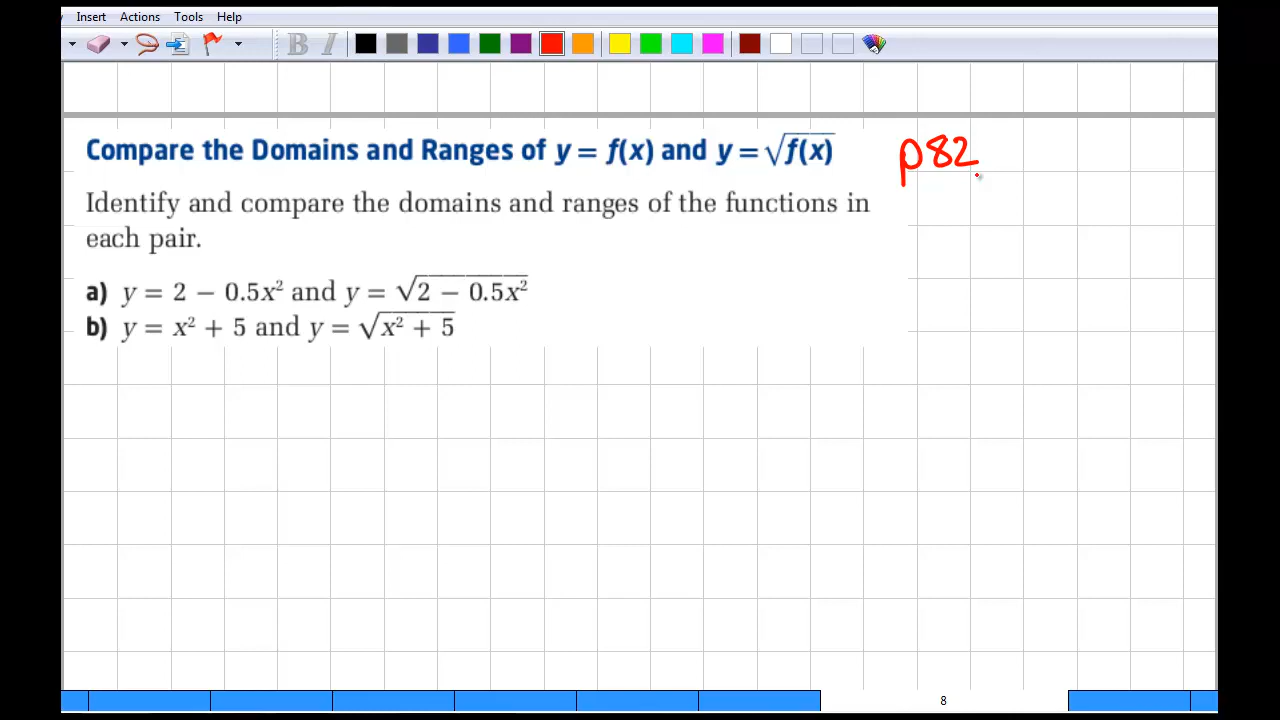 Insert Actions Tools Help
B I
Compare the Domains and Ranges of y = f(x) and y = √f(x) p82
Identify and compare the domains and ranges of the functions in
each pair.
a) y = 2 − 0.5x² and y = √2 − 0.5x²
b) y = x² + 5 and y = √x² + 5
8